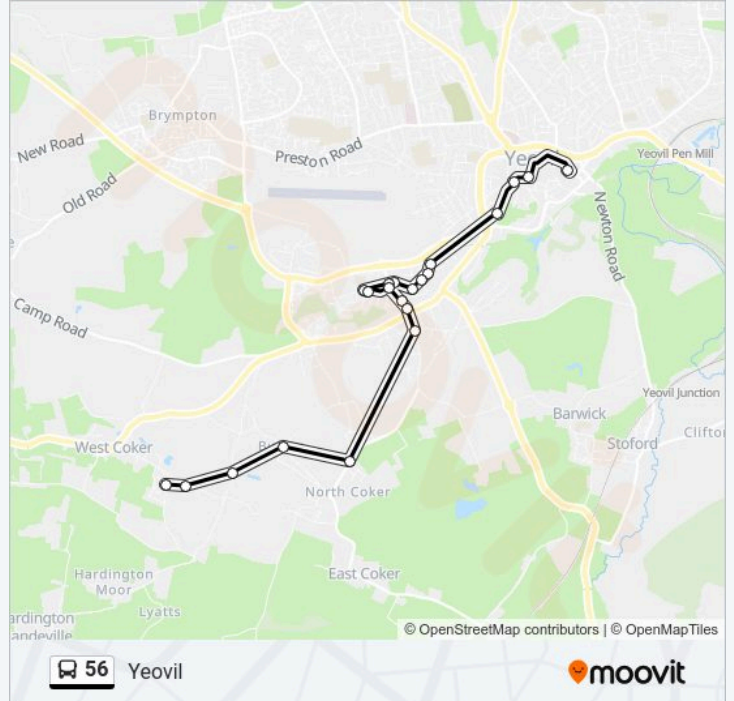 Brympton
New Road
Preston Road
Yeovil Pen Mill
Old Road
Newton Road
Camp Road
Yeovil Junction
Barwick
West Coker
Stoford
North Coker
East Coker
Hardington
Moor
Lyatts
© OpenStreetMap contributors | © OpenMapTiles
56 Yeovil
moovit